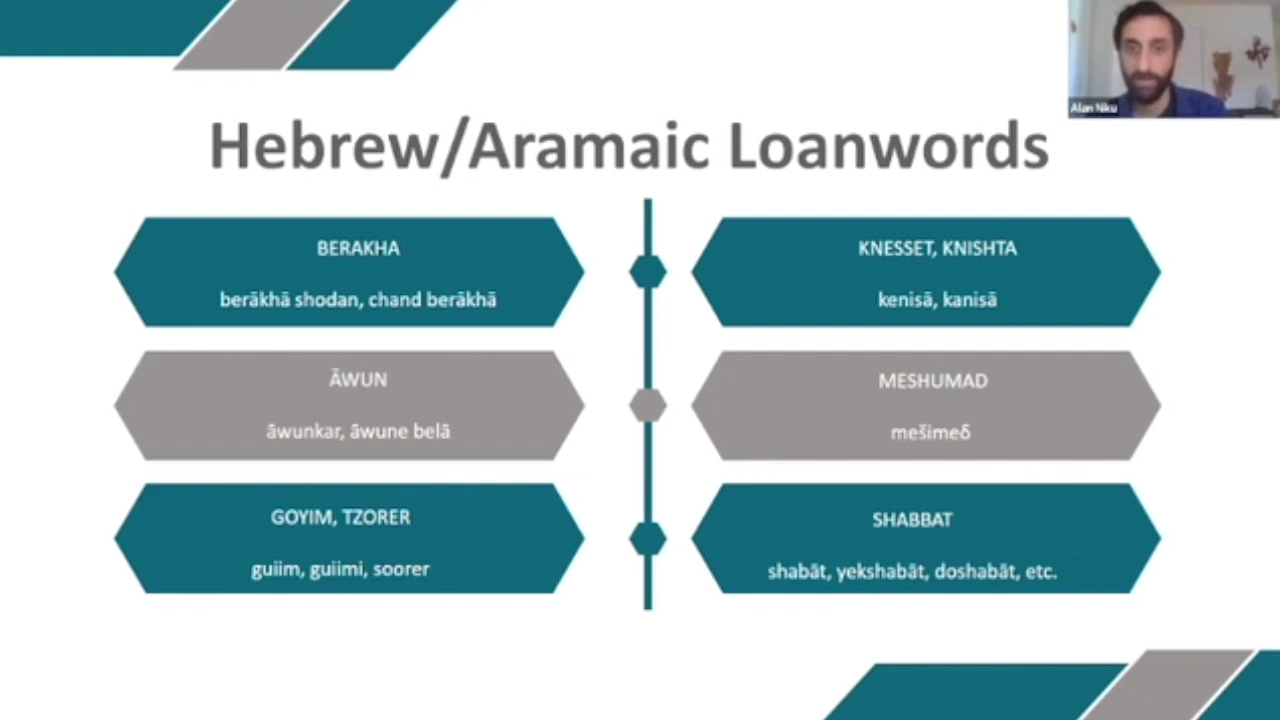 Alan Niku
Hebrew/Aramaic Loanwords
BERAKHA
berākhā shodan, chand berākhā
KNESSET, KNISHTA
kenisā, kanisā
ĀWUN
āwunkar, āwune belā
MESHUMAD
mešimeδ
GOYIM, TZORER
guiim, guiimi, soorer
SHABBAT
shabāt, yekshabāt, doshabāt, etc.